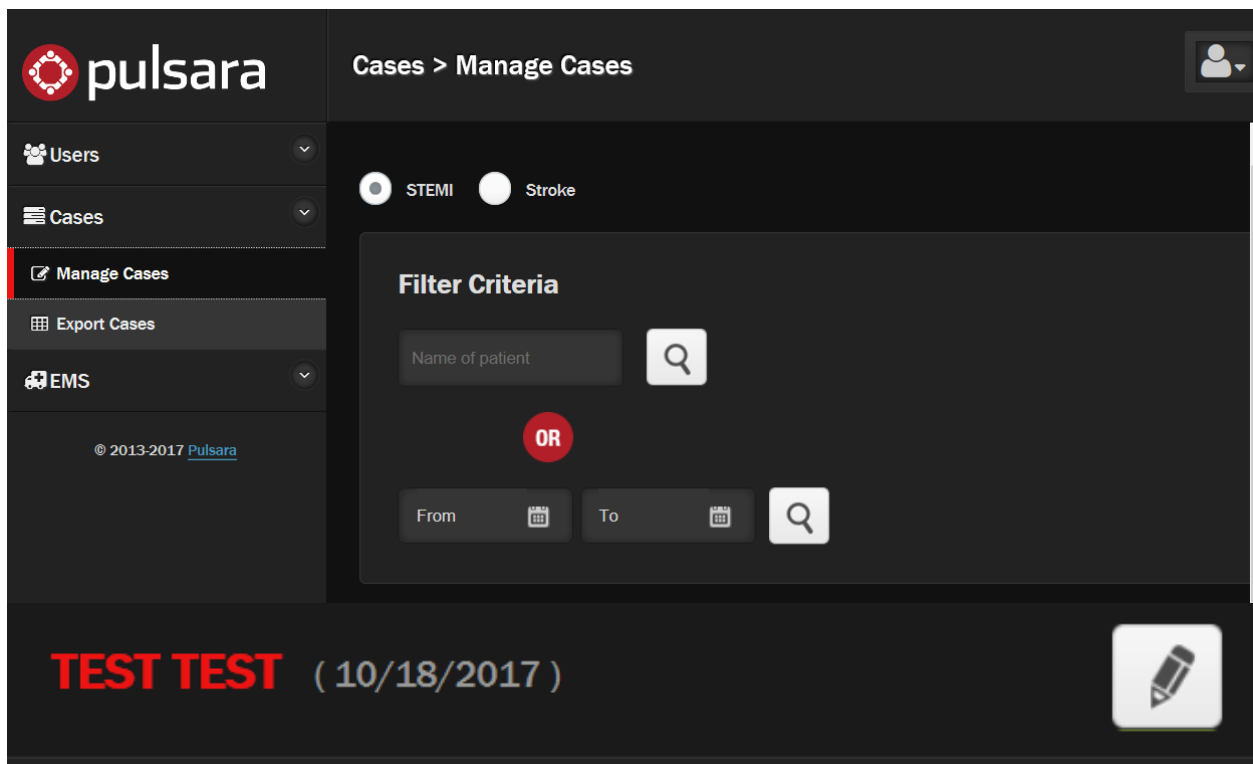 pulsara
Cases > Manage Cases
Users
Cases
Manage Cases
Export Cases
EMS
© 2013-2017 Pulsara
STEMI Stroke
Filter Criteria
Name of patient
OR
From To
TEST TEST ( 10/18/2017 )